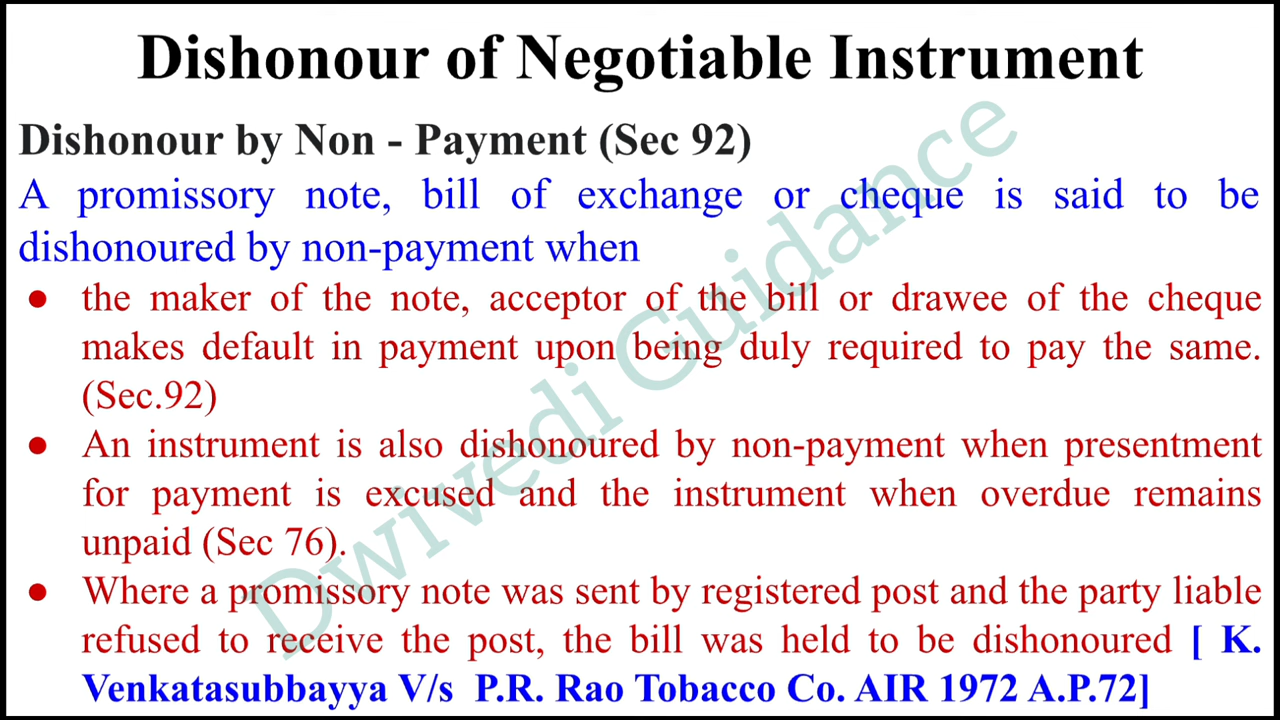 Dishonour of Negotiable Instrument
Dishonour by Non - Payment (Sec 92)
A promissory note, bill of exchange or cheque is said to be
dishonoured by non-payment when
● the maker of the note, acceptor of the bill or drawee of the cheque
makes default in payment upon being duly required to pay the same.
(Sec.92)
● An instrument is also dishonoured by non-payment when presentment
for payment is excused and the instrument when overdue remains
unpaid (Sec 76).
● Where a promissory note was sent by registered post and the party liable
refused to receive the post, the bill was held to be dishonoured [ K.
Venkatasubbayya V/s P.R. Rao Tobacco Co. AIR 1972 A.P.72]
Dwivedi Guidance